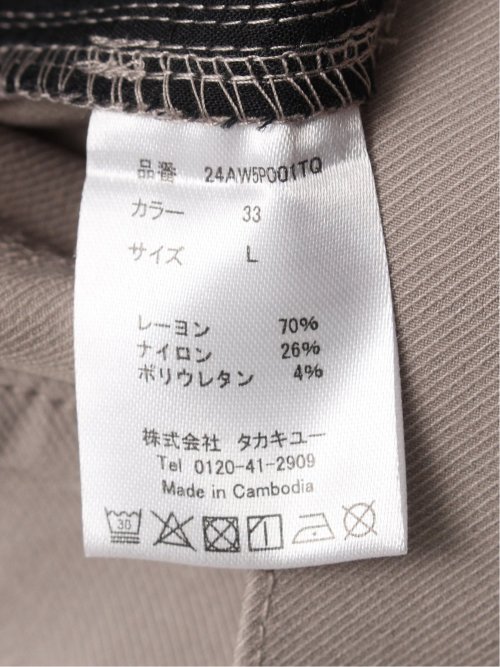 品番 24AW5P001TQ
カラー 33
サイズ L
レーヨン 70%
ナイロン 26%
ポリウレタン 4%
株式会社 タカキュー
Tel 0120-41-2909
Made in Cambodia
30